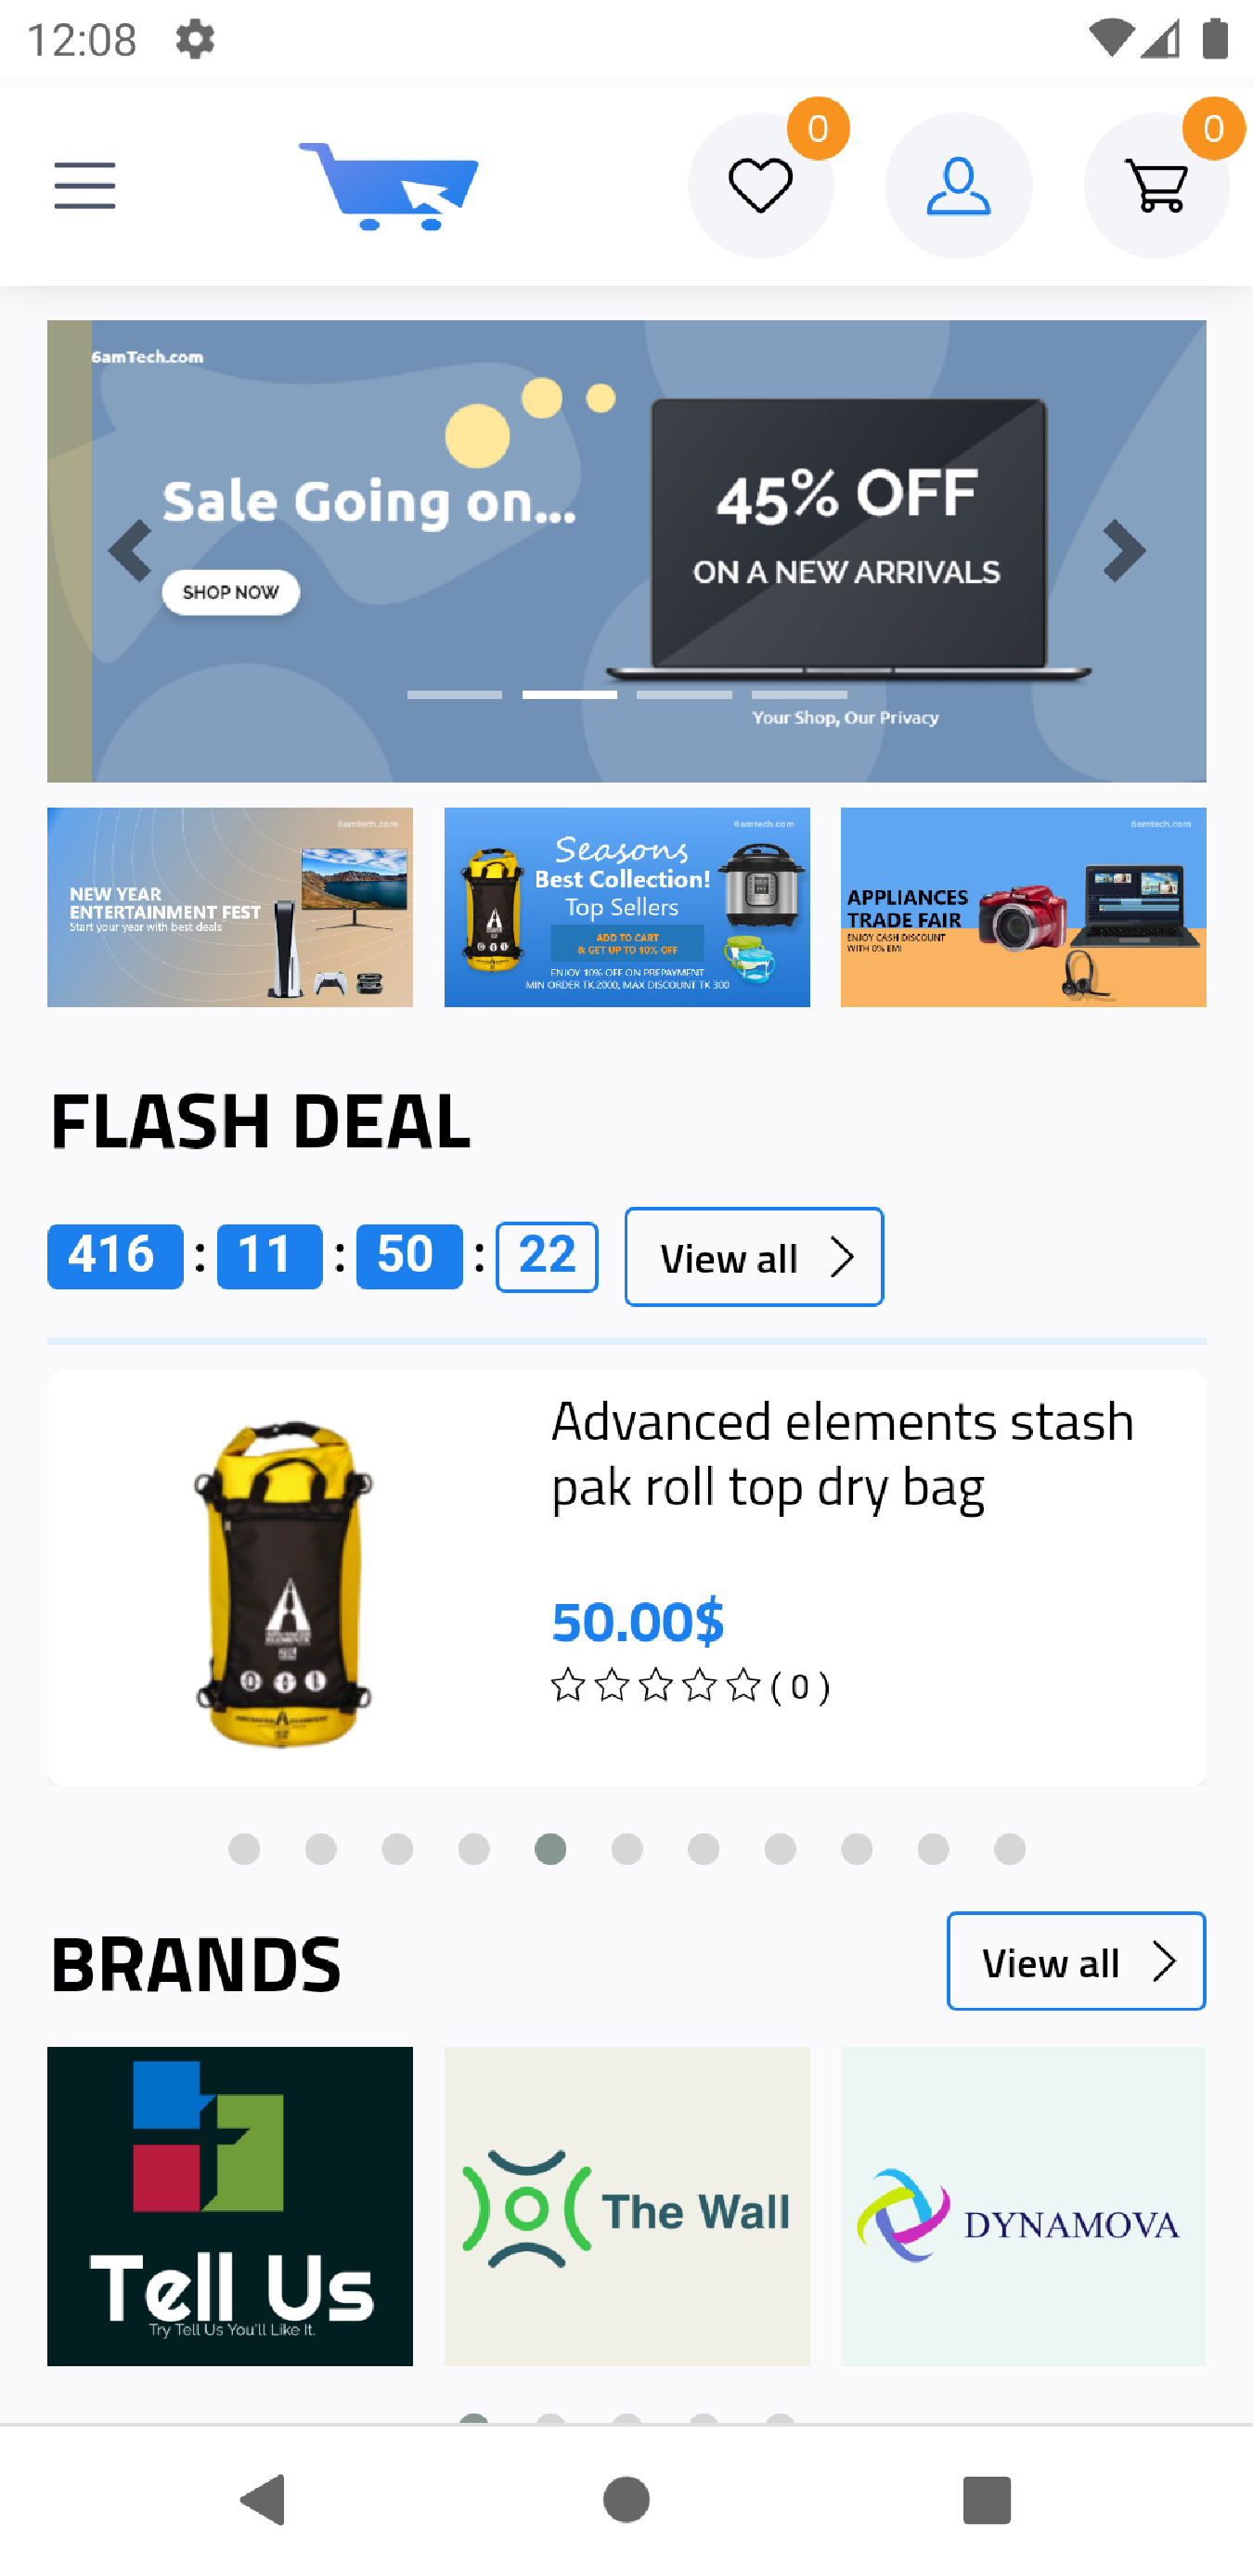 12:08
0
0
6amTech.com
Sale Going on...
SHOP NOW
45% OFF
ON A NEW ARRIVALS
Your Shop, Our Privacy
6amtech.com
NEW YEAR
ENTERTAINMENT FEST
Start your year with best deals
6amtech.com
Seasons
Best Collection!
Top Sellers
ADD TO CART
& GET UP TO 10% OFF
ENJOY 10% OFF ON PREPAYMENT
MIN ORDER TK 2000, MAX DISCOUNT TK 300
6amtech.com
APPLIANCES
TRADE FAIR
ENJOY CASH DISCOUNT
WITH 0% EMI
FLASH DEAL
416 : 11 : 50 : 22
View all
Advanced elements stash
pak roll top dry bag
50.00$
( 0 )
BRANDS
View all
Tell Us
Try Tell Us You'll Like It.
The Wall
DYNAMOVA